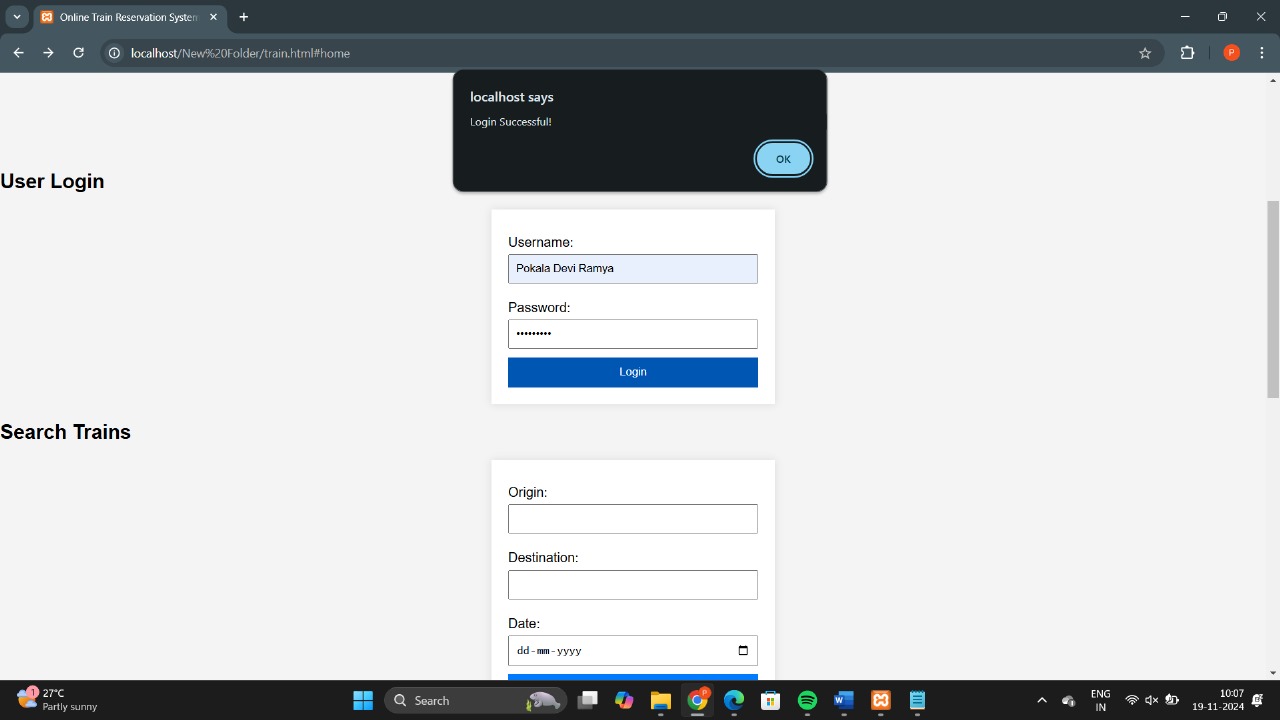 Online Train Reservation System
localhost/New%20Folder/train.html#home
P
localhost says
Login Successful!
OK
User Login
Username:
Pokala Devi Ramya
Password:
•••••••••
Login
Search Trains
Origin:
Destination:
Date:
dd-mm-yyyy
1
27°C
Partly sunny
Search
P
ENG
IN
10:07
19-11-2024